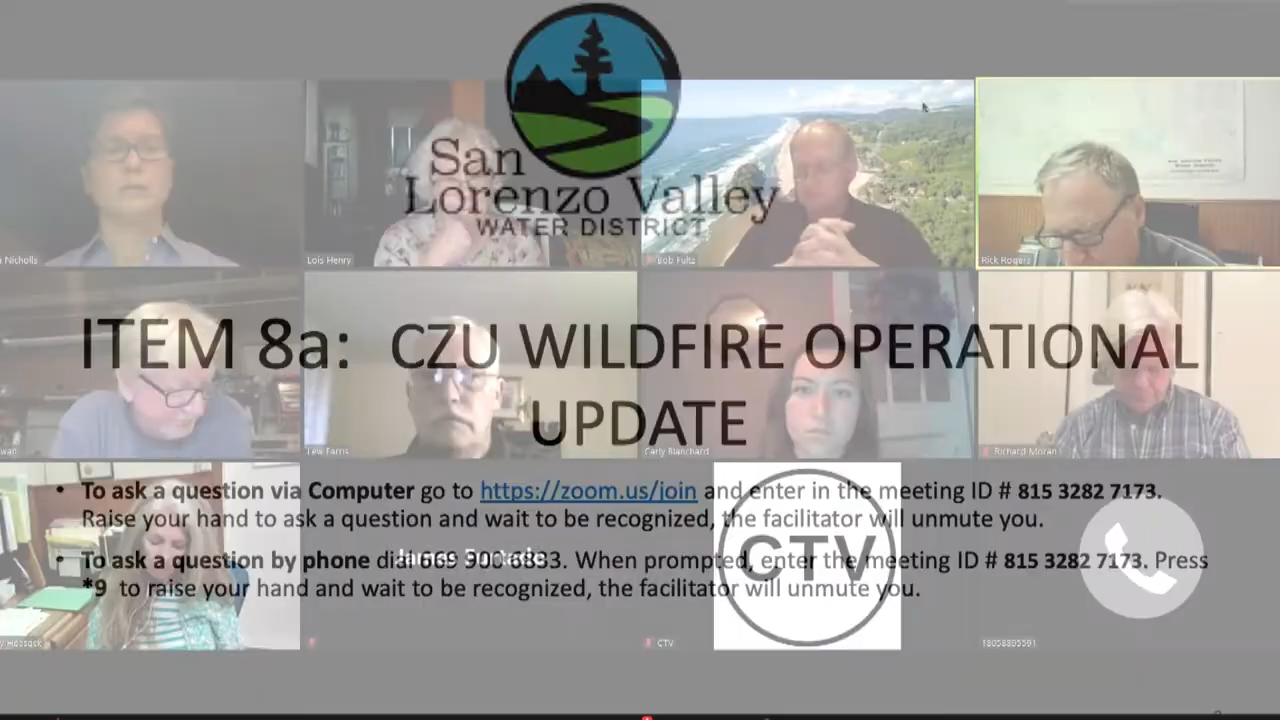 San
Lorenzo Valley
WATER DISTRICT
Nicholls
Lois Henry
Bob Fultz
Rick Rogers
ITEM 8a: CZU WILDFIRE OPERATIONAL
UPDATE
Lew Farris
Carly Blanchard
Richard Moran
• To ask a question via Computer go to https://zoom.us/join and enter in the meeting ID # 815 3282 7173.
Raise your hand to ask a question and wait to be recognized, the facilitator will unmute you.
• To ask a question by phone dial 669 900 6833. When prompted, enter the meeting ID # 815 3282 7173. Press
*9 to raise your hand and wait to be recognized, the facilitator will unmute you.
James
CTV
Hossack
CTV
18058895591